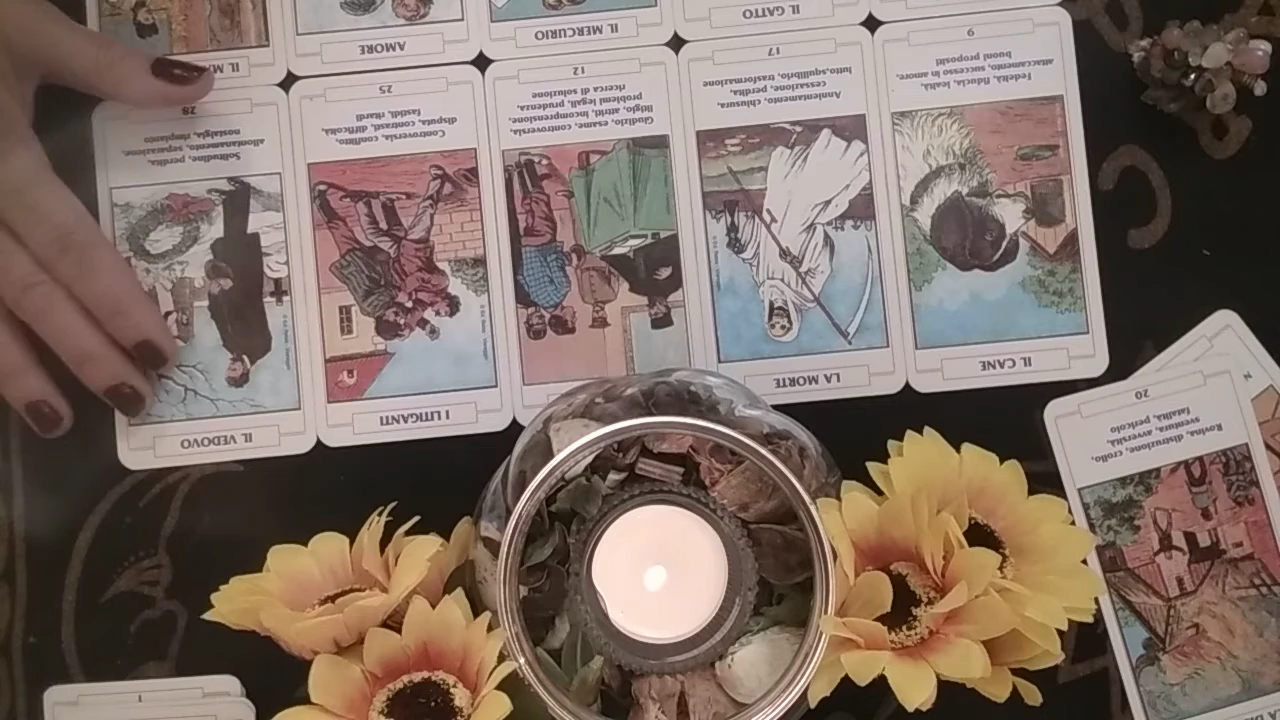 IL MERCURIO
AMORE
IL GATTO
IL VEDOVO
28
Solitudine, perdita,
allontanamento, separazione,
nostalgia, rimpianto
I LITIGANTI
25
Controversia, conflitto,
disputa, contrasti, difficoltà,
fastidi, ritardi
12
Giudizio, esame, controversia,
litigio, attriti, incomprensione,
problemi legali, prudenza,
ricerca di soluzione
LA MORTE
17
Annientamento, chiusura,
cessazione, perdita,
lutto, squilibrio, trasformazione
IL CANE
9
Fedeltà, fiducia, lealtà,
attaccamento, successo in amore,
buoni propositi
20
Rovina, distruzione, crollo,
sventura, avversità,
fatalità, pericolo
1